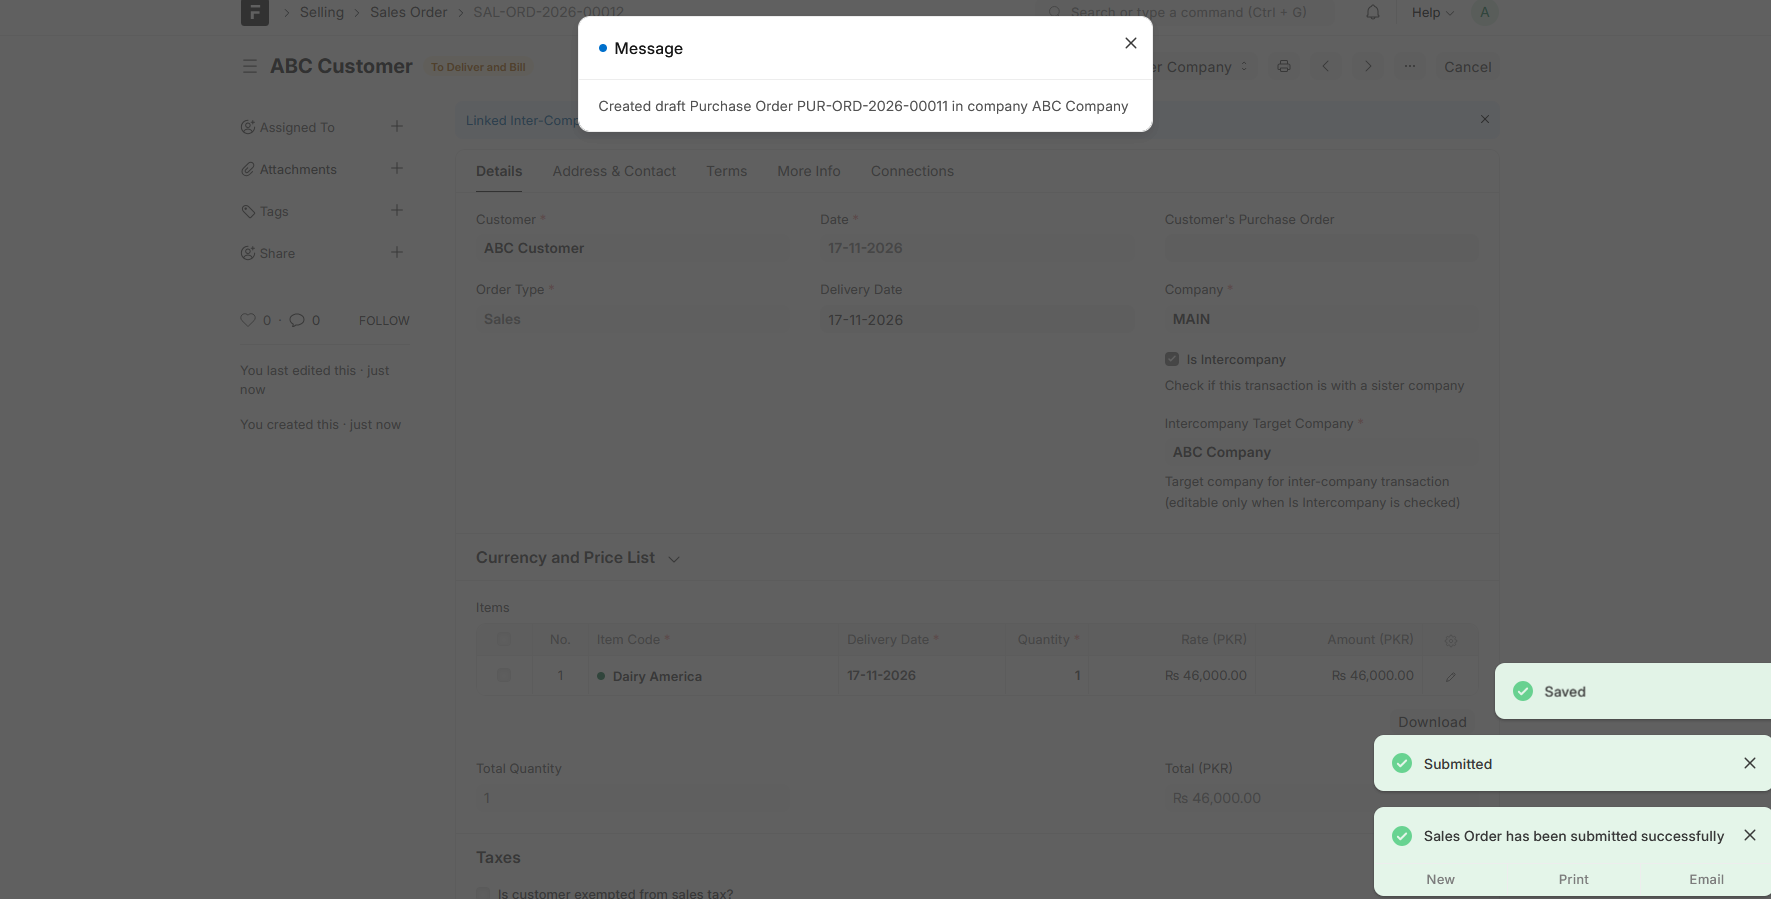 Selling
Sales Order
SAL-ORD-2026-00012
Search or type a command (Ctrl + G)
Help
A
ABC Customer
To Deliver and Bill
er Company
Cancel
Message
Created draft Purchase Order PUR-ORD-2026-00011 in company ABC Company
Linked Inter-Comp
Assigned To
Attachments
Tags
Share
0 · 0
FOLLOW
You last edited this · just
now
You created this · just now
Details
Address & Contact
Terms
More Info
Connections
Customer *
ABC Customer
Date *
17-11-2026
Customer's Purchase Order
Order Type *
Sales
Delivery Date
17-11-2026
Company *
MAIN
Is Intercompany
Check if this transaction is with a sister company
Intercompany Target Company *
ABC Company
Target company for inter-company transaction
(editable only when Is Intercompany is checked)
Currency and Price List
Items
No. Item Code * Delivery Date * Quantity * Rate (PKR) Amount (PKR)
1 Dairy America 17-11-2026 1 Rs 46,000.00 Rs 46,000.00
Download
Total Quantity
1
Total (PKR)
Rs 46,000.00
Taxes
Is customer exempted from sales tax?
Saved
Submitted
Sales Order has been submitted successfully
New
Print
Email